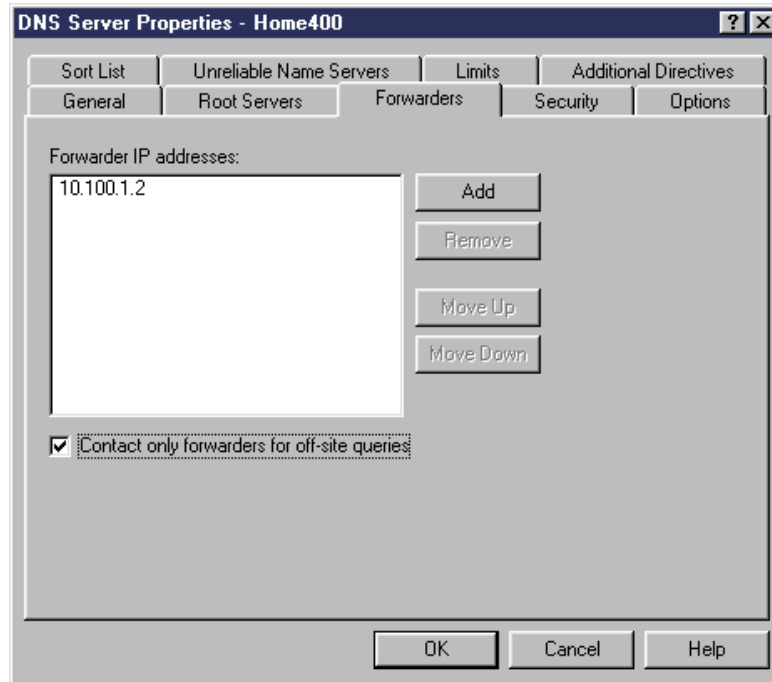 DNS Server Properties - Home400
Sort List Unreliable Name Servers Limits Additional Directives
General Root Servers Forwarders Security Options
Forwarder IP addresses:
10.100.1.2
Add
Remove
Move Up
Move Down
Contact only forwarders for off-site queries
OK Cancel Help